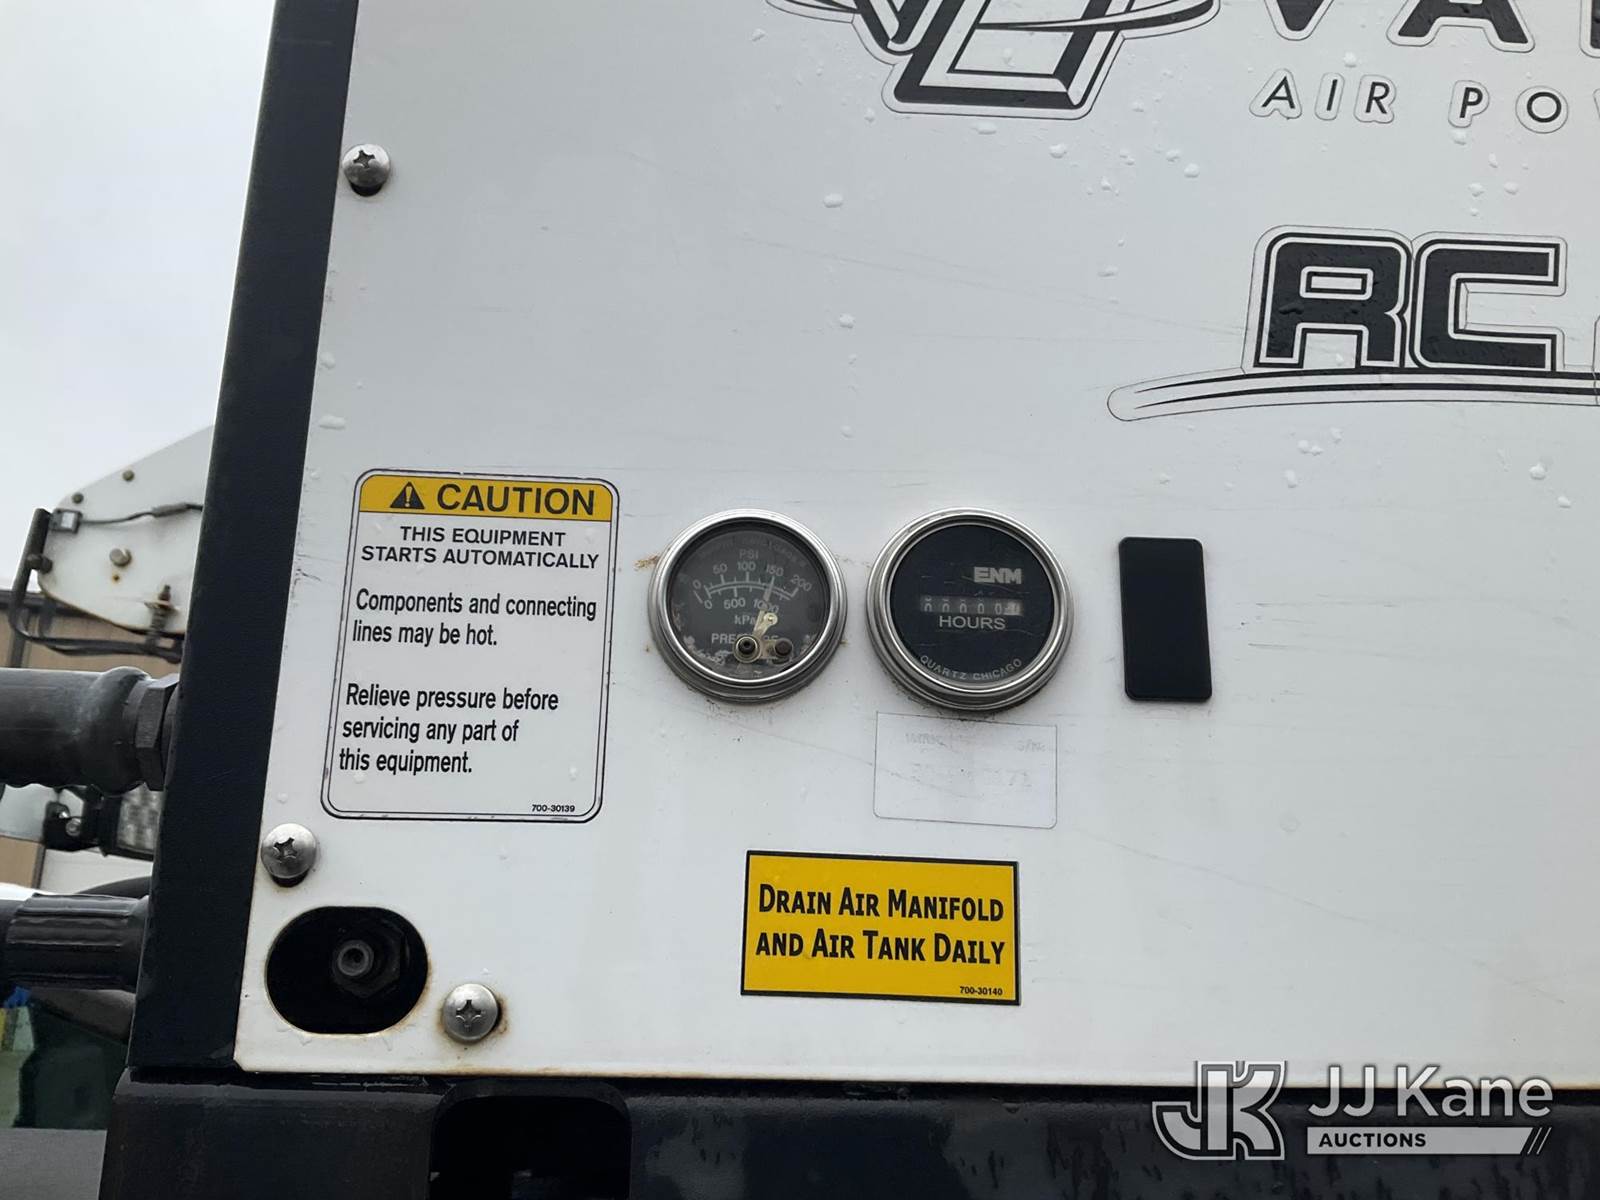 AIR
RC
CAUTION
THIS EQUIPMENT
STARTS AUTOMATICALLY
Components and connecting
lines may be hot.
Relieve pressure before
servicing any part of
this equipment.
700-30139
PSI
0 50 100 150 200
0 500 1000
kPa
ENM
HOURS
QUARTZ CHICAGO
DRAIN AIR MANIFOLD
AND AIR TANK DAILY
700-30140
JJ Kane
AUCTIONS